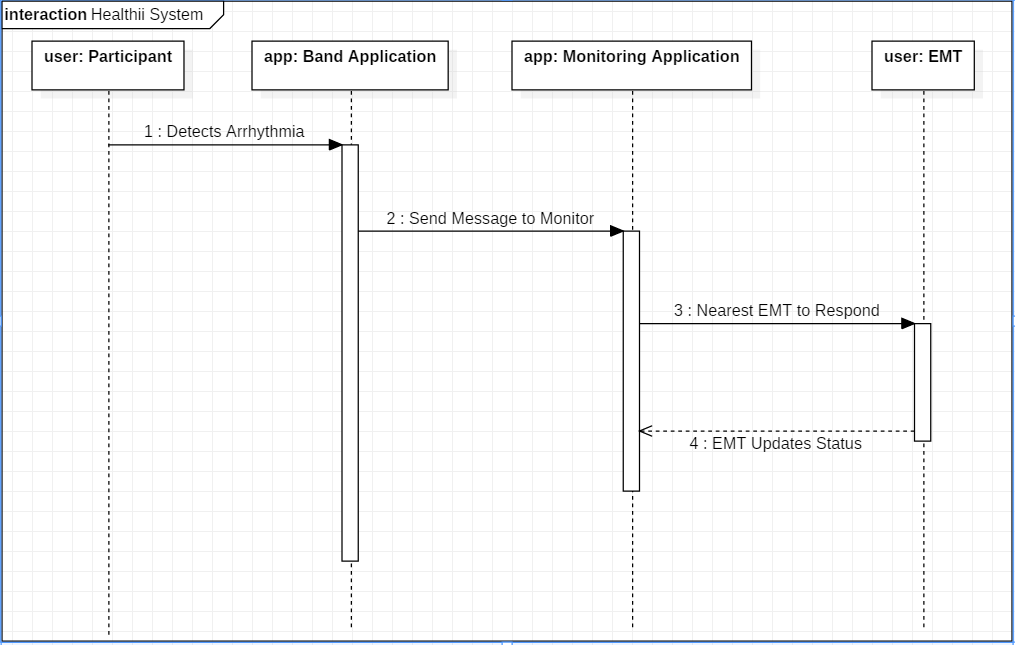 interaction Healthii System
user: Participant
app: Band Application
app: Monitoring Application
user: EMT
1 : Detects Arrhythmia
2 : Send Message to Monitor
3 : Nearest EMT to Respond
4 : EMT Updates Status